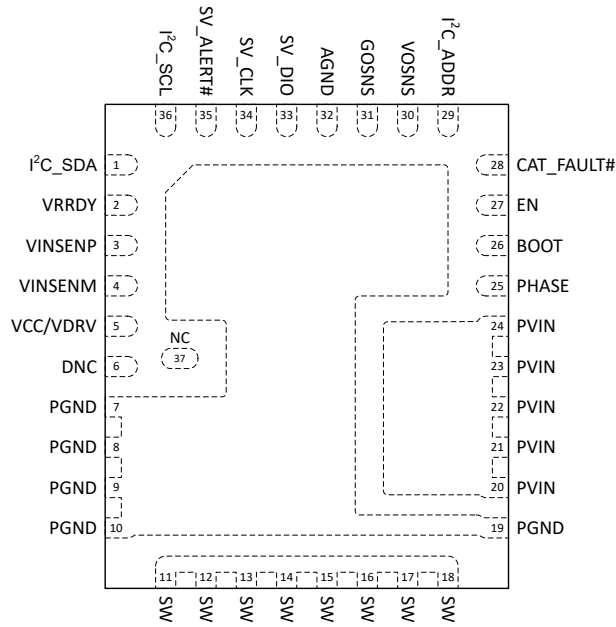 I²C_SCL
SV_ALERT#
SV_CLK
SV_DIO
AGND
GOSNS
VOSNS
I²C_ADDR
36 35 34 33 32 31 30 29
I²C_SDA 1
VRRDY 2
VINSENP 3
VINSENM 4
VCC/VDRV 5
DNC 6
PGND 7
PGND 8
PGND 9
PGND 10
NC
37
28 CAT_FAULT#
27 EN
26 BOOT
25 PHASE
24 PVIN
23 PVIN
22 PVIN
21 PVIN
20 PVIN
19 PGND
11 12 13 14 15 16 17 18
SW
SW
SW
SW
SW
SW
SW
SW